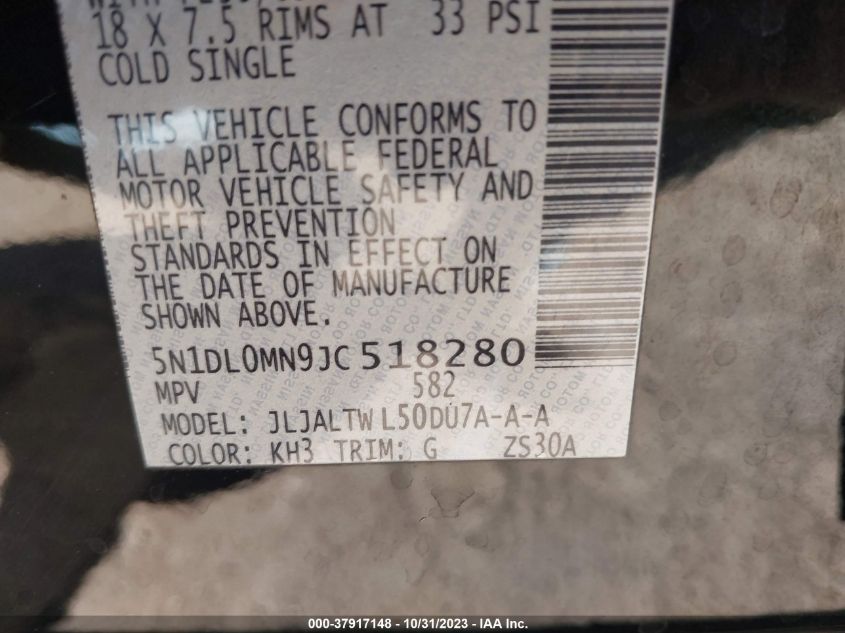 18 X 7.5 RIMS AT 33 PSI
COLD SINGLE
THIS VEHICLE CONFORMS TO
ALL APPLICABLE FEDERAL
MOTOR VEHICLE SAFETY AND
THEFT PREVENTION
STANDARDS IN EFFECT ON
THE DATE OF MANUFACTURE
SHOWN ABOVE.
5N1DL0MN9JC518280
MPV 582
MODEL: JLJALTW L50DU7A-A-A
COLOR: KH3 TRIM: G ZS30A
000-37917148 - 10/31/2023 - IAA Inc.